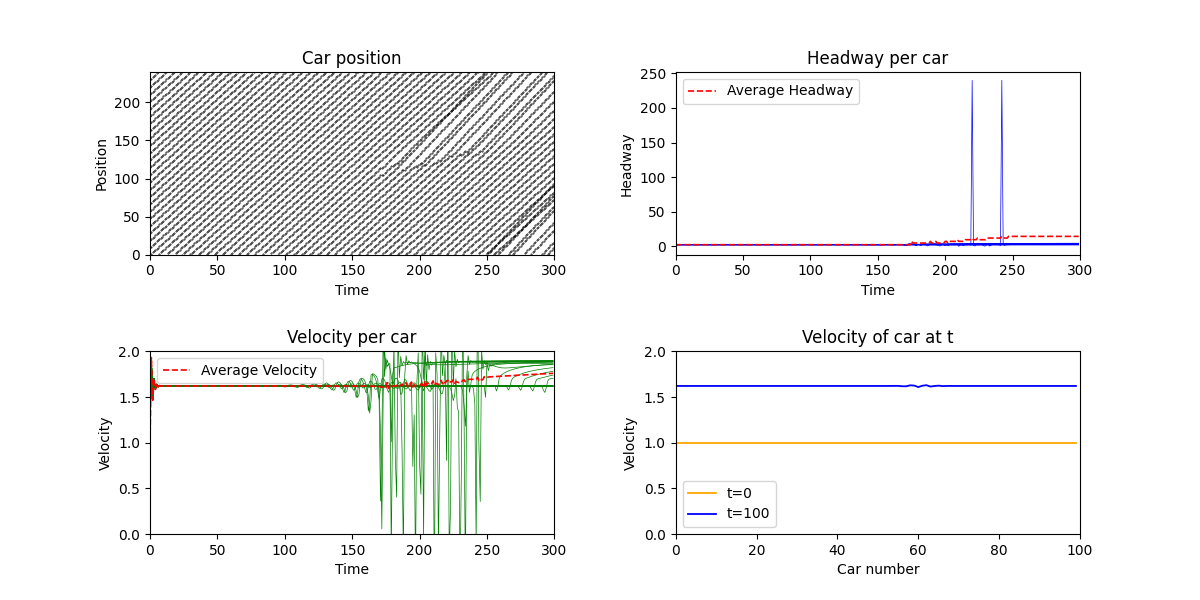 Car position
Position
200
150
100
50
0
0 50 100 150 200 250 300
Time
Headway per car
Headway
250
200
150
100
50
0
Average Headway
0 50 100 150 200 250 300
Time
Velocity per car
Velocity
2.0
1.5
1.0
0.5
0.0
Average Velocity
0 50 100 150 200 250 300
Time
Velocity of car at t
Velocity
2.0
1.5
1.0
0.5
0.0
t=0
t=100
0 20 40 60 80 100
Car number